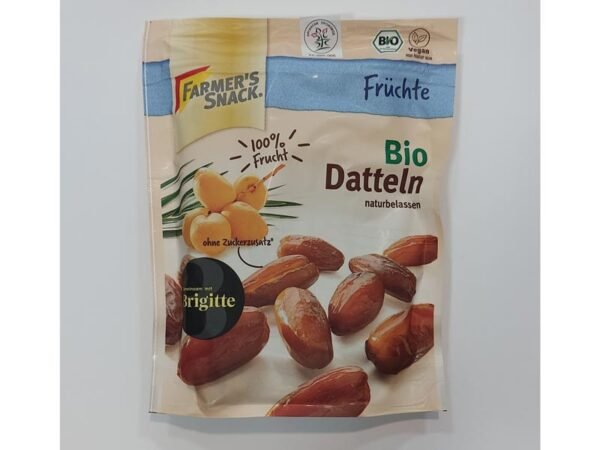 FARMER'S
SNACK.
BIO
Vegan
Früchte
100%
Frucht
Bio
Datteln
naturbelassen
ohne Zuckerzusatz*
Brigitte